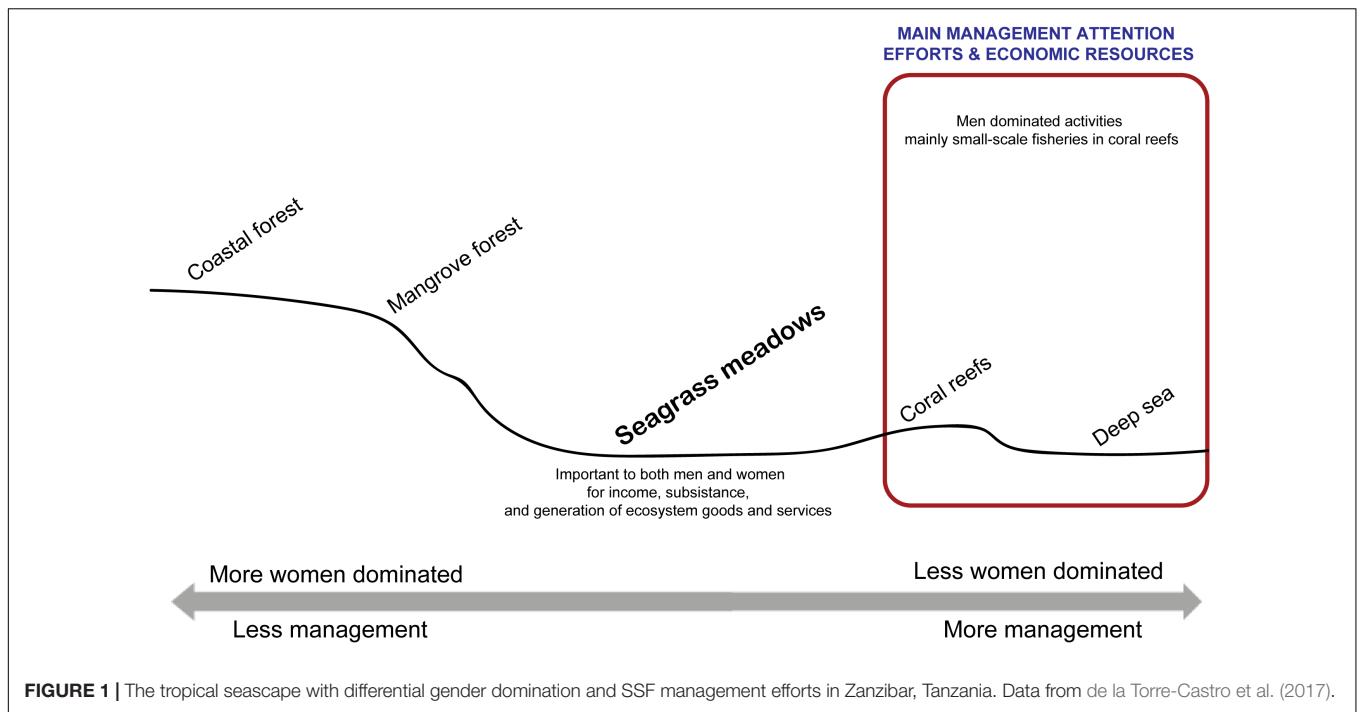 MAIN MANAGEMENT ATTENTION
EFFORTS & ECONOMIC RESOURCES
Men dominated activities
mainly small-scale fisheries in coral reefs
Coastal forest
Mangrove forest
Seagrass meadows
Coral reefs
Deep sea
Important to both men and women
for income, subsistance,
and generation of ecosystem goods and services
More women dominated
Less women dominated
Less management
More management
FIGURE 1 | The tropical seascape with differential gender domination and SSF management efforts in Zanzibar, Tanzania. Data from de la Torre-Castro et al. (2017).